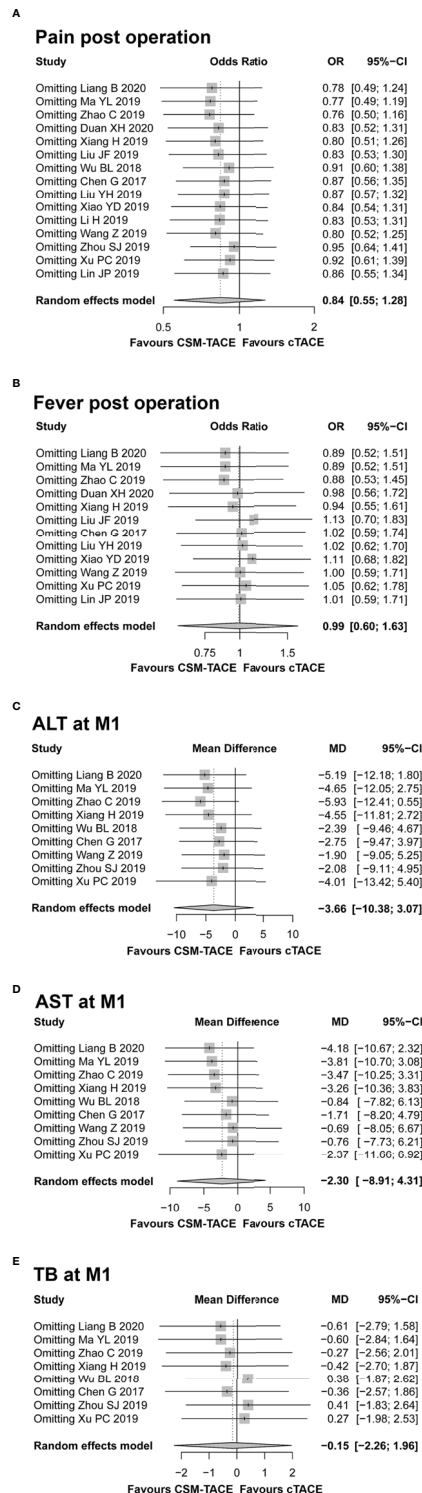 A
Pain post operation
Study Odds Ratio OR 95%−CI
Omitting Liang B 2020 0.78 [0.49; 1.24]
Omitting Ma YL 2019 0.77 [0.49; 1.19]
Omitting Zhao C 2019 0.76 [0.50; 1.16]
Omitting Duan XH 2020 0.83 [0.52; 1.31]
Omitting Xiang H 2019 0.80 [0.51; 1.26]
Omitting Liu JF 2019 0.83 [0.53; 1.30]
Omitting Wu BL 2018 0.91 [0.60; 1.38]
Omitting Chen G 2017 0.87 [0.56; 1.35]
Omitting Liu YH 2019 0.87 [0.57; 1.32]
Omitting Xiao YD 2019 0.84 [0.54; 1.31]
Omitting Li H 2019 0.83 [0.53; 1.31]
Omitting Wang Z 2019 0.80 [0.52; 1.25]
Omitting Zhou SJ 2019 0.95 [0.64; 1.41]
Omitting Xu PC 2019 0.92 [0.61; 1.39]
Omitting Lin JP 2019 0.86 [0.55; 1.34]
Random effects model 0.84 [0.55; 1.28]
0.5 1 2
Favours CSM-TACE Favours cTACE
B
Fever post operation
Study Odds Ratio OR 95%−CI
Omitting Liang B 2020 0.89 [0.52; 1.51]
Omitting Ma YL 2019 0.89 [0.52; 1.51]
Omitting Zhao C 2019 0.88 [0.53; 1.45]
Omitting Duan XH 2020 0.98 [0.56; 1.72]
Omitting Xiang H 2019 0.94 [0.55; 1.61]
Omitting Liu JF 2019 1.13 [0.70; 1.83]
Omitting Chen G 2017 1.02 [0.59; 1.74]
Omitting Liu YH 2019 1.02 [0.62; 1.70]
Omitting Xiao YD 2019 1.11 [0.68; 1.82]
Omitting Wang Z 2019 1.00 [0.59; 1.71]
Omitting Xu PC 2019 1.05 [0.62; 1.78]
Omitting Lin JP 2019 1.01 [0.59; 1.71]
Random effects model 0.99 [0.60; 1.63]
0.75 1 1.5
Favours CSM-TACE Favours cTACE
C
ALT at M1
Study Mean Difference MD 95%−CI
Omitting Liang B 2020 −5.19 [−12.18; 1.80]
Omitting Ma YL 2019 −4.65 [−12.05; 2.75]
Omitting Zhao C 2019 −5.93 [−12.41; 0.55]
Omitting Xiang H 2019 −4.55 [−11.81; 2.72]
Omitting Wu BL 2018 −2.39 [ −9.46; 4.67]
Omitting Chen G 2017 −2.75 [ −9.47; 3.97]
Omitting Wang Z 2019 −1.90 [ −9.05; 5.25]
Omitting Zhou SJ 2019 −2.08 [ −9.11; 4.95]
Omitting Xu PC 2019 −4.01 [−13.42; 5.40]
Random effects model −3.66 [−10.38; 3.07]
−10 −5 0 5 10
Favours CSM-TACE Favours cTACE
D
AST at M1
Study Mean Difference MD 95%−CI
Omitting Liang B 2020 −4.18 [−10.67; 2.32]
Omitting Ma YL 2019 −3.81 [−10.70; 3.08]
Omitting Zhao C 2019 −3.47 [−10.25; 3.31]
Omitting Xiang H 2019 −3.26 [−10.36; 3.83]
Omitting Wu BL 2018 −0.84 [ −7.82; 6.13]
Omitting Chen G 2017 −1.71 [ −8.20; 4.79]
Omitting Wang Z 2019 −0.69 [ −8.05; 6.67]
Omitting Zhou SJ 2019 −0.76 [ −7.73; 6.21]
Omitting Xu PC 2019 −2.37 [−11.66; 6.92]
Random effects model −2.30 [ −8.91; 4.31]
−10 −5 0 5 10
Favours CSM-TACE Favours cTACE
E
TB at M1
Study Mean Difference MD 95%−CI
Omitting Liang B 2020 −0.61 [−2.79; 1.58]
Omitting Ma YL 2019 −0.60 [−2.84; 1.64]
Omitting Zhao C 2019 −0.27 [−2.56; 2.01]
Omitting Xiang H 2019 −0.42 [−2.70; 1.87]
Omitting Wu BL 2018 0.38 [−1.87; 2.62]
Omitting Chen G 2017 −0.36 [−2.57; 1.86]
Omitting Zhou SJ 2019 0.41 [−1.83; 2.64]
Omitting Xu PC 2019 0.27 [−1.98; 2.53]
Random effects model −0.15 [−2.26; 1.96]
−2 −1 0 1 2
Favours CSM-TACE Favours cTACE